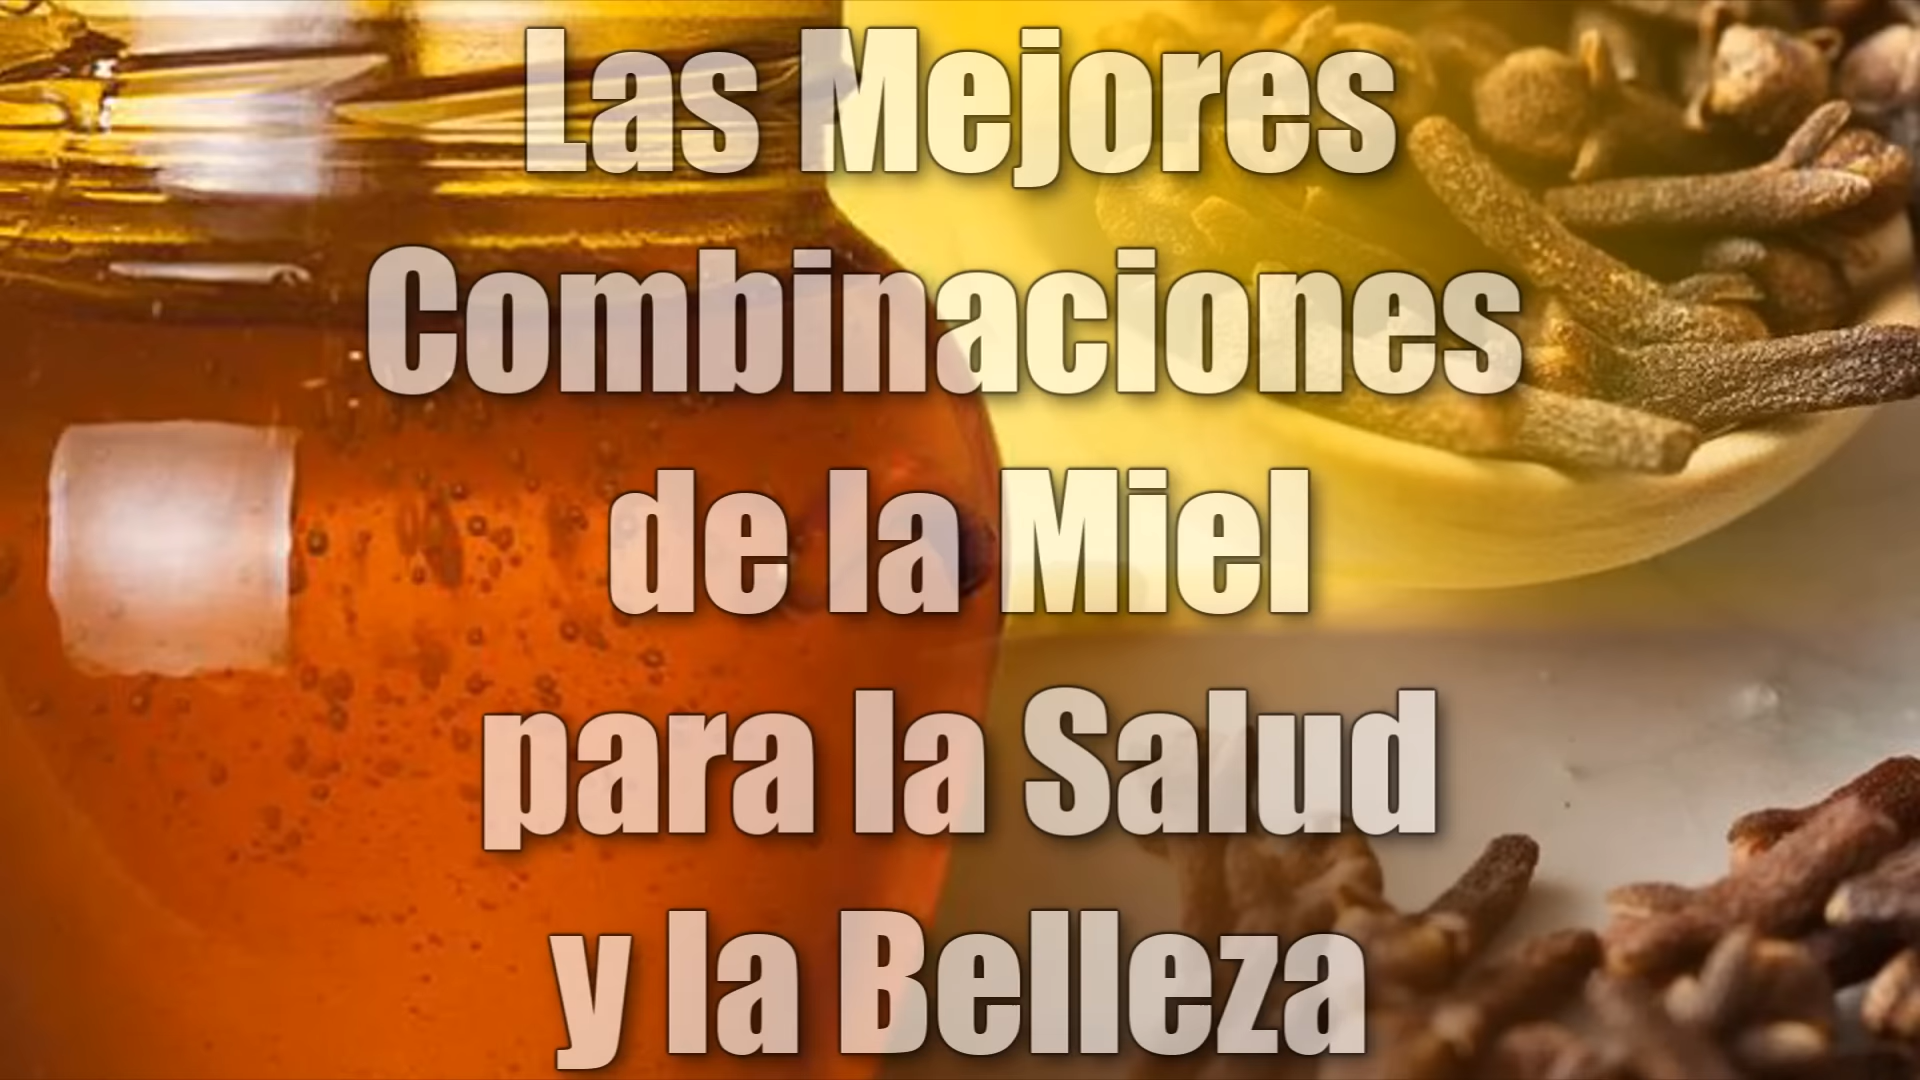 Las Mejores
Combinaciones
de la Miel
para la Salud
y la Belleza